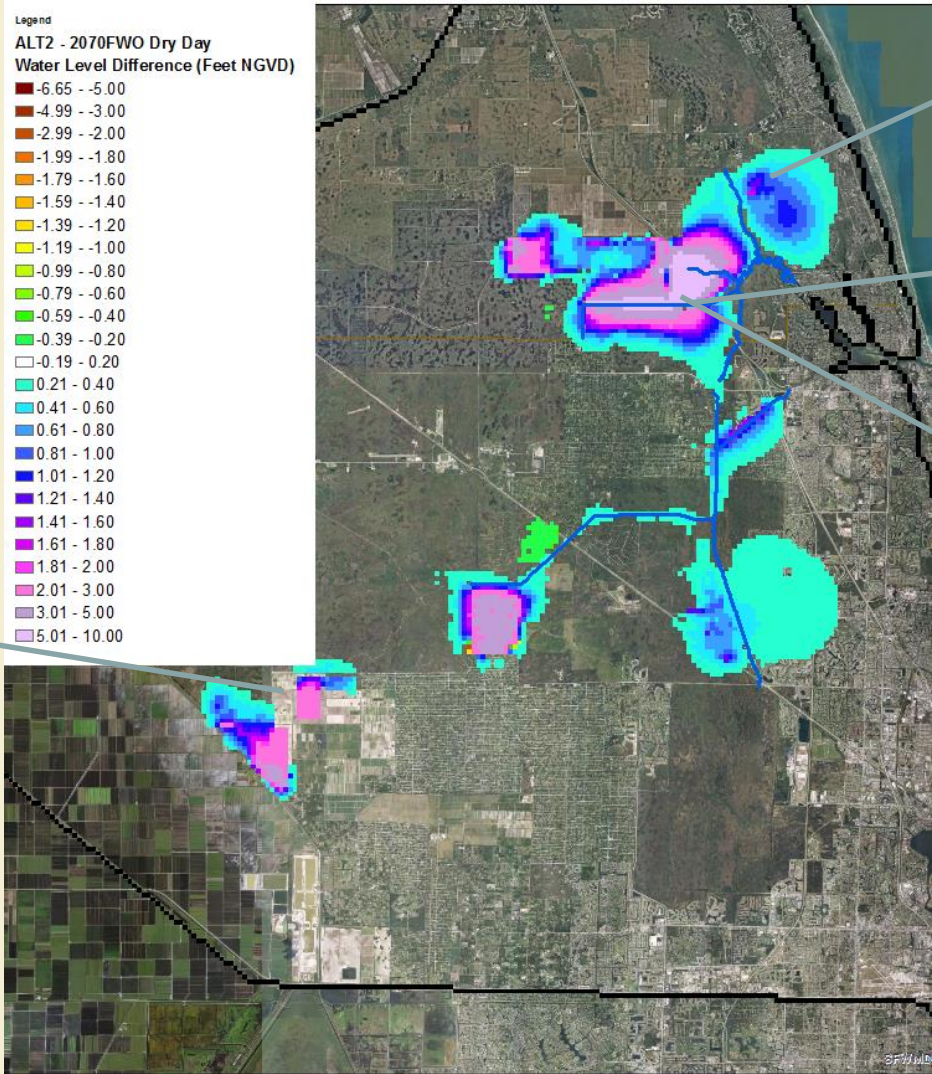 Legend
ALT2 - 2070FWO Dry Day
Water Level Difference (Feet NGVD)
-6.65 - -5.00
-4.99 - -3.00
-2.99 - -2.00
-1.99 - -1.80
-1.79 - -1.60
-1.59 - -1.40
-1.39 - -1.20
-1.19 - -1.00
-0.99 - -0.80
-0.79 - -0.60
-0.59 - -0.40
-0.39 - -0.20
-0.19 - 0.20
0.21 - 0.40
0.41 - 0.60
0.61 - 0.80
0.81 - 1.00
1.01 - 1.20
1.21 - 1.40
1.41 - 1.60
1.61 - 1.80
1.81 - 2.00
2.01 - 3.00
3.01 - 5.00
5.01 - 10.00